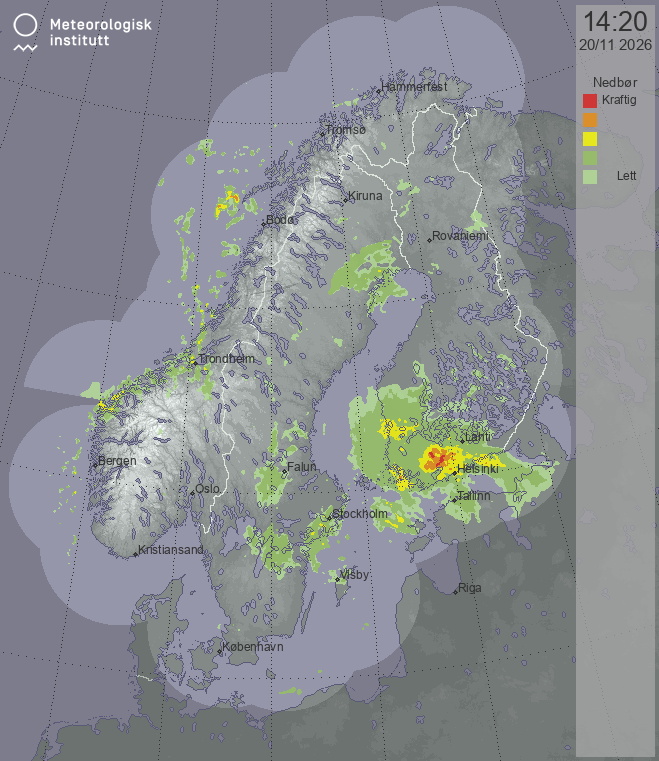 Meteorologisk
institutt
14:20
20/11 2026
Nedbør
Kraftig
Lett
Hammerfest
Tromsø
Kiruna
Bodø
Rovaniemi
Trondheim
Lahti
Bergen
Falun
Helsinki
Oslo
Tallinn
Stockholm
Kristiansand
Visby
Riga
København